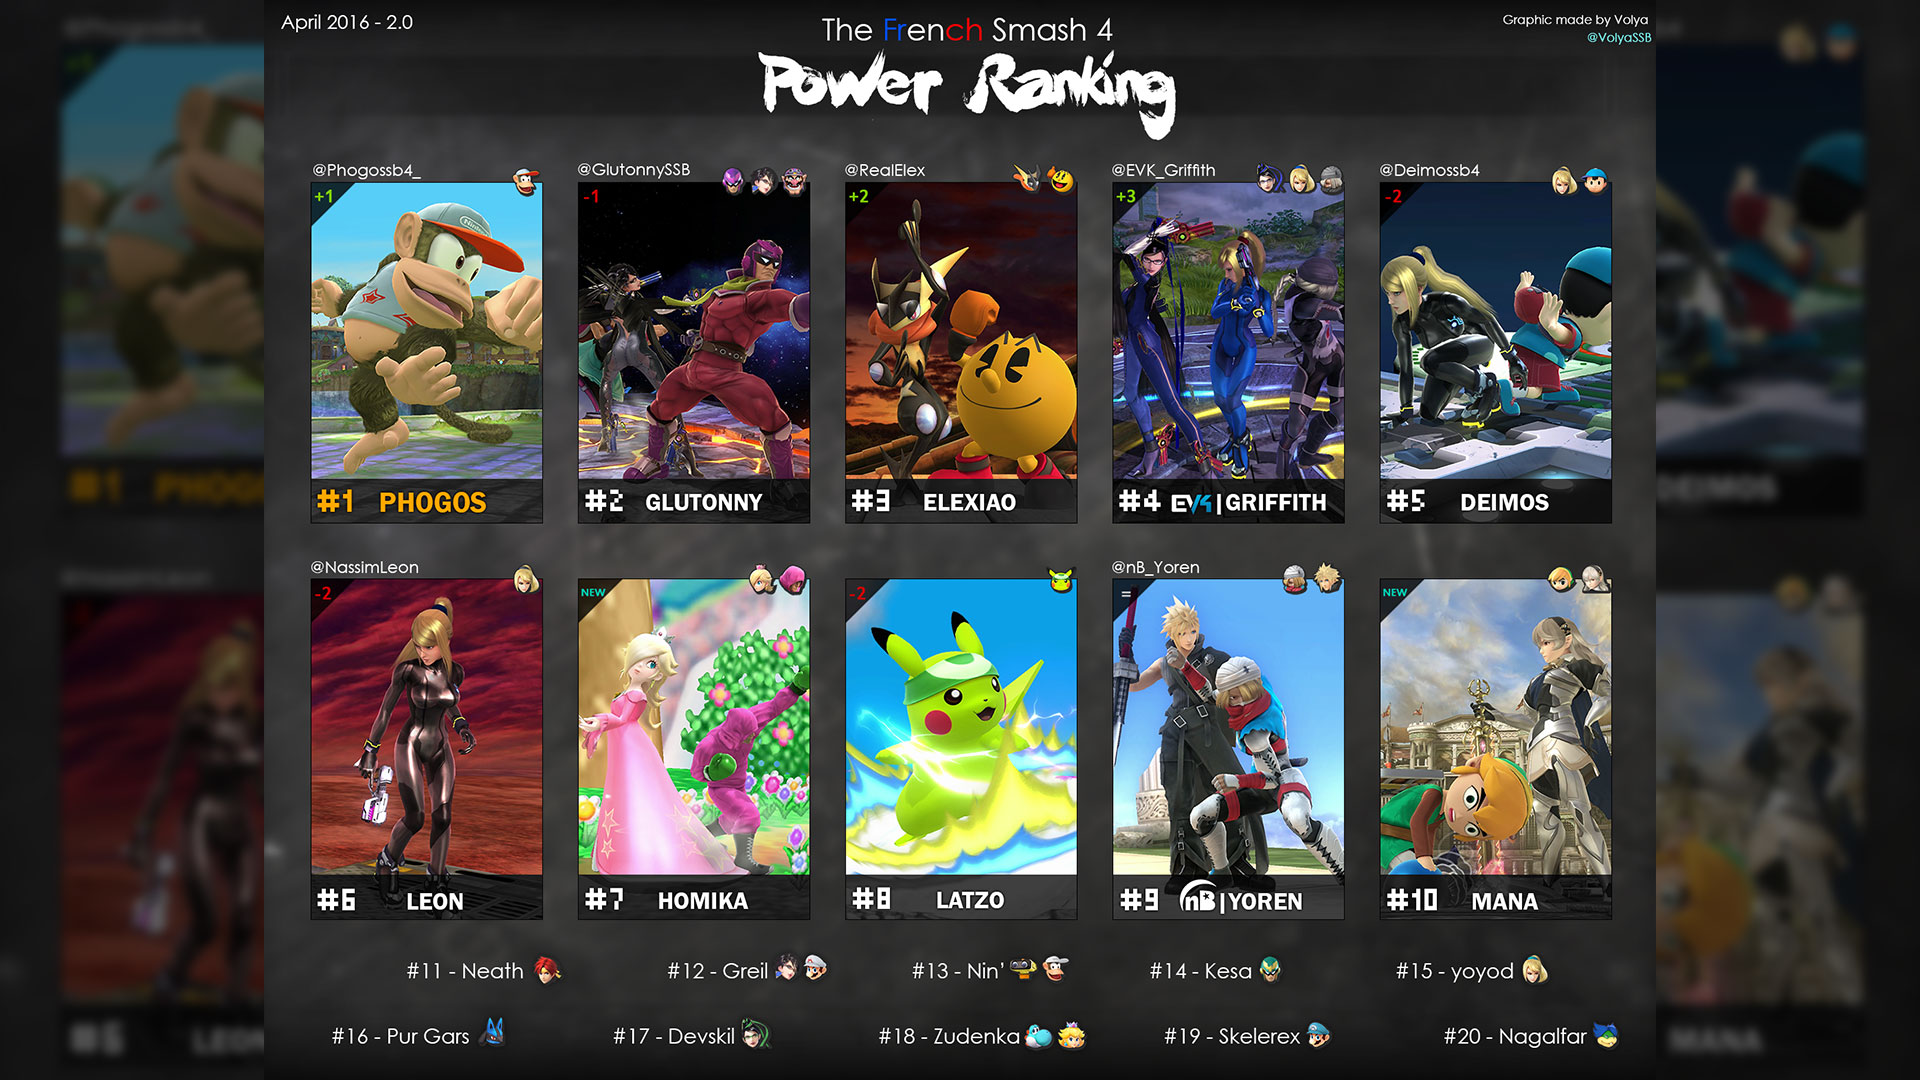 April 2016 - 2.0
The French Smash 4
Power Ranking
Graphic made by Volya
@VolyaSSB
@Phogossb4_
+1
#1 PHOGOS
@GlutonnySSB
-1
#2 GLUTONNY
@RealElex
+2
#3 ELEXIAO
@EVK_Griffith
+3
#4 EVK|GRIFFITH
@Deimossb4
-2
#5 DEIMOS
@NassimLeon
-2
#6 LEON
NEW
#7 HOMIKA
-2
#8 LATZO
@nB_Yoren
=
#9 nB|YOREN
NEW
#10 MANA
#11 - Neath
#12 - Greil
#13 - Nin'
#14 - Kesa
#15 - yoyod
#16 - Pur Gars
#17 - Devskil
#18 - Zudenka
#19 - Skelerex
#20 - Nagalfar